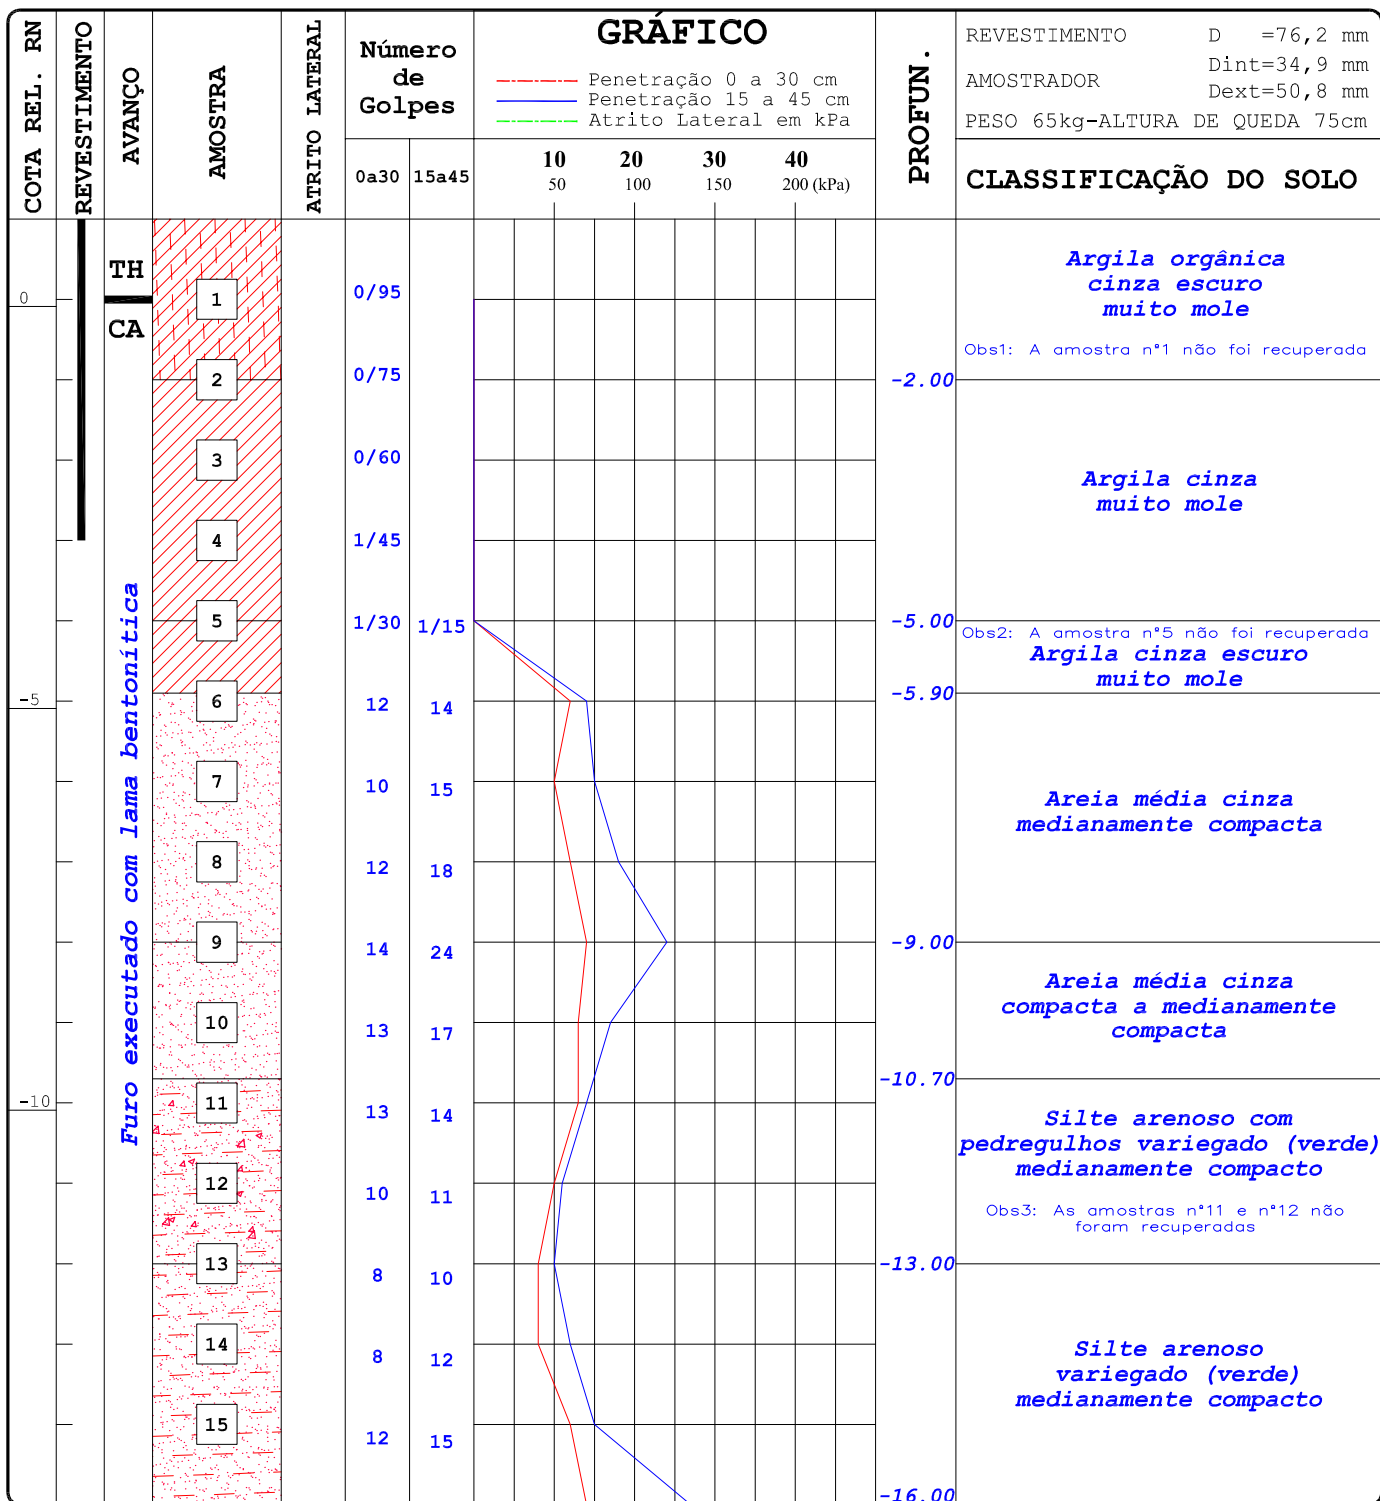 COTA REL. RN
REVESTIMENTO
AVANÇO
AMOSTRA
ATRITO LATERAL
Número
de
Golpes
0a30 15a45
GRÁFICO
Penetração 0 a 30 cm
Penetração 15 a 45 cm
Atrito Lateral em kPa
10 20 30 40
50 100 150 200 (kPa)
PROFUN.
REVESTIMENTO D =76,2 mm
AMOSTRADOR Dint=34,9 mm
Dext=50,8 mm
PESO 65kg-ALTURA DE QUEDA 75cm
CLASSIFICAÇÃO DO SOLO
TH
CA
0
-5
-10
Furo executado com lama bentonítica
1 0/95
2 0/75
3 0/60
4 1/45
5 1/30 1/15
6 12 14
7 10 15
8 12 18
9 14 24
10 13 17
11 13 14
12 10 11
13 8 10
14 8 12
15 12 15
Argila orgânica
cinza escuro
muito mole
Obs1: A amostra n°1 não foi recuperada
-2.00
Argila cinza
muito mole
-5.00
Obs2: A amostra n°5 não foi recuperada
Argila cinza escuro
muito mole
-5.90
Areia média cinza
medianamente compacta
-9.00
Areia média cinza
compacta a medianamente
compacta
-10.70
Silte arenoso com
pedregulhos variegado (verde)
medianamente compacto
Obs3: As amostras n°11 e n°12 não
foram recuperadas
-13.00
Silte arenoso
variegado (verde)
medianamente compacto
-16.00